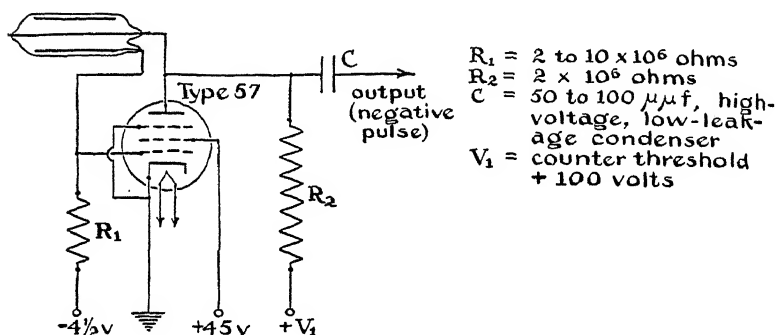 C
Type 57
output
(negative
pulse)
R₁
R₂
-4½v
+45v
+V₁
R₁ = 2 to 10 x 10⁶ ohms
R₂ = 2 x 10⁶ ohms
C = 50 to 100 μμf, high-
voltage, low-leak-
age condenser
V₁ = counter threshold
+ 100 volts